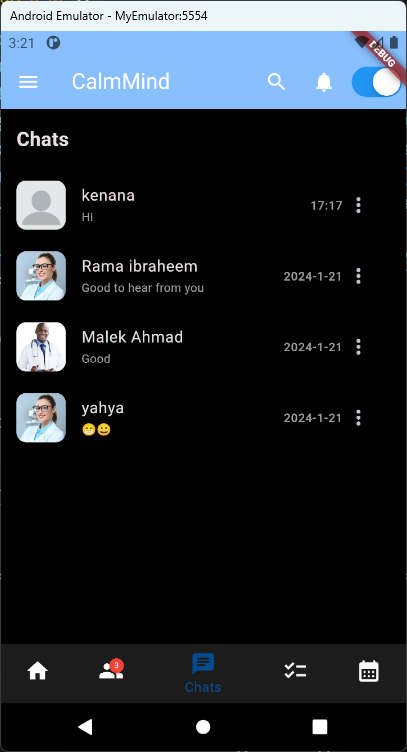 Android Emulator - MyEmulator:5554
3:21
DEBUG
CalmMind
Chats
kenana
17:17
Hi
Rama ibraheem
2024-1-21
Good to hear from you
Malek Ahmad
2024-1-21
Good
yahya
2024-1-21
😁😀
3
Chats